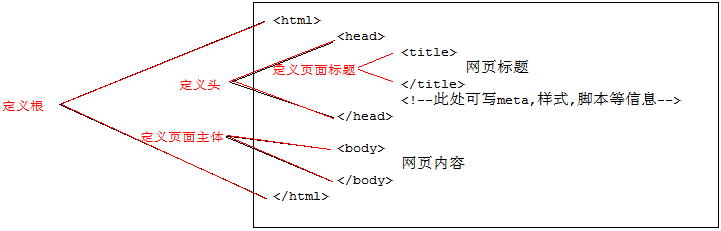 <html>
<head>
<title>
定义页面标题
网页标题
定义头
</title>
<!--此处可写meta,样式,脚本等信息-->
定义根
</head>
定义页面主体
<body>
网页内容
</body>
</html>